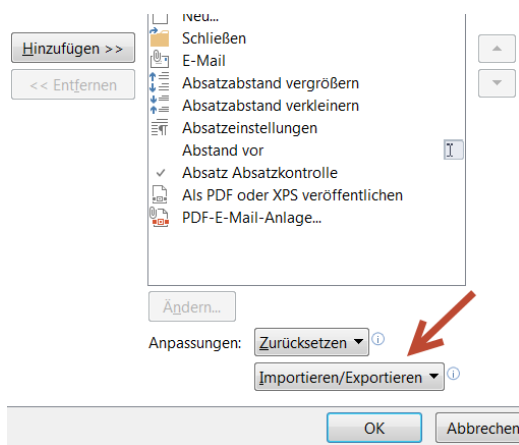 Neu...
Hinzufügen >>
Schließen
E-Mail
<< Entfernen
Absatzabstand vergrößern
Absatzabstand verkleinern
Absatzeinstellungen
Abstand vor
Absatz Absatzkontrolle
Als PDF oder XPS veröffentlichen
PDF-E-Mail-Anlage...
Ändern...
Anpassungen: Zurücksetzen
Importieren/Exportieren
OK Abbrechen